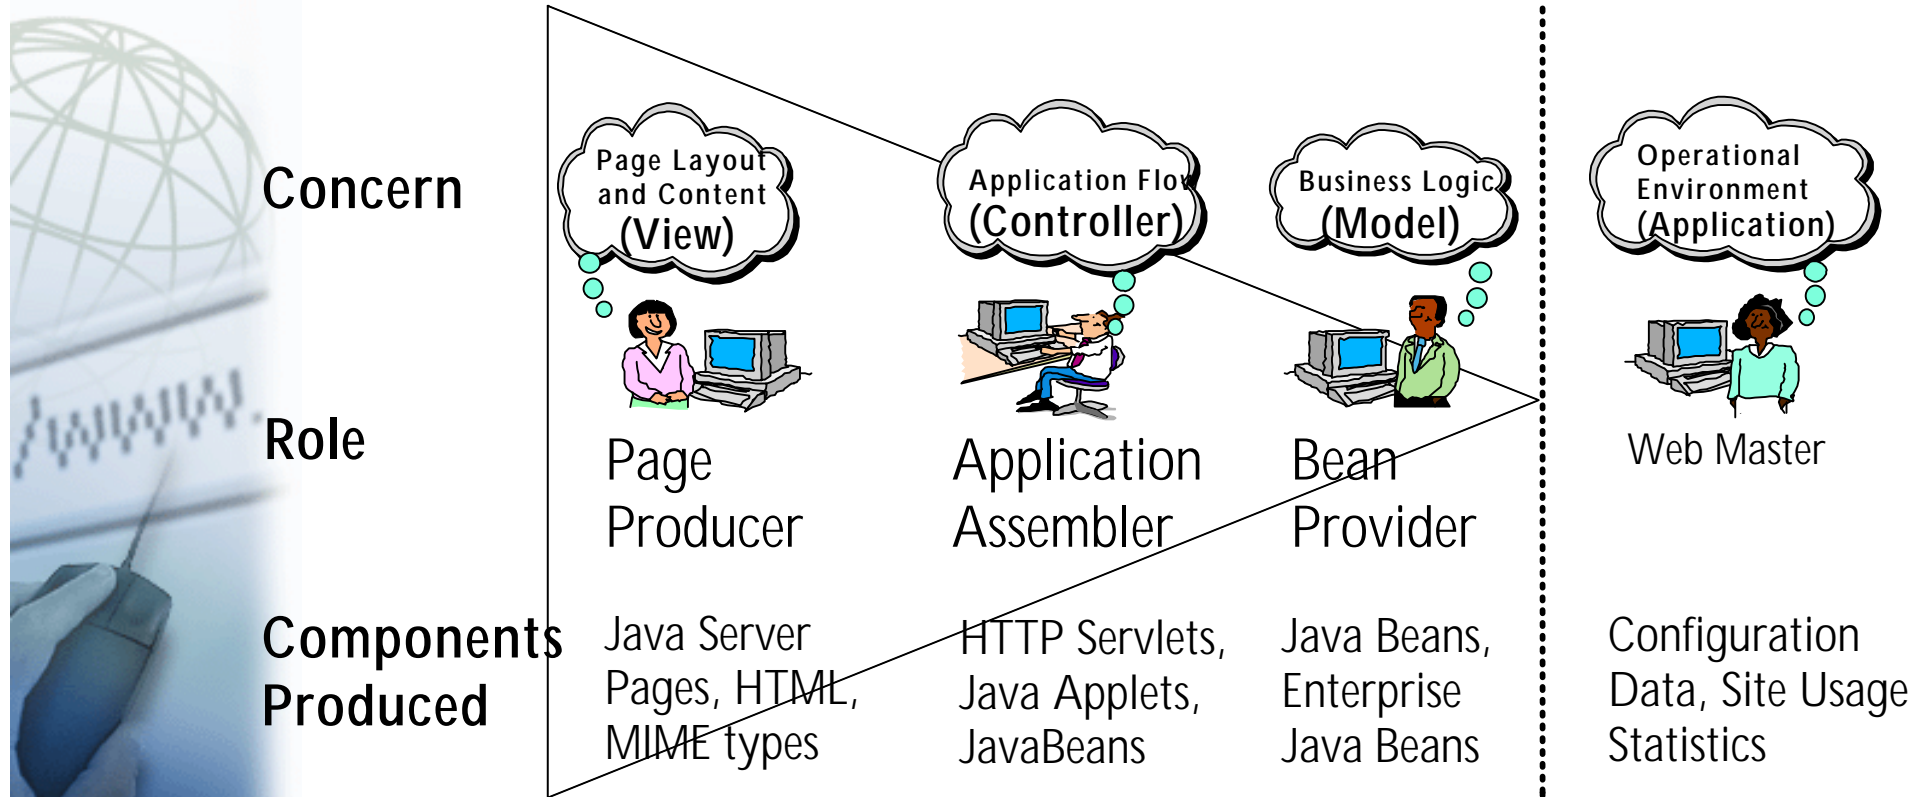 Concern
Page Layout
and Content
(View)
Application Flow
(Controller)
Business Logic
(Model)
Operational
Environment
(Application)
Role
Page
Producer
Application
Assembler
Bean
Provider
Web Master
Components
Produced
Java Server
Pages, HTML,
MIME types
HTTP Servlets,
Java Applets,
JavaBeans
Java Beans,
Enterprise
Java Beans
Configuration
Data, Site Usage
Statistics